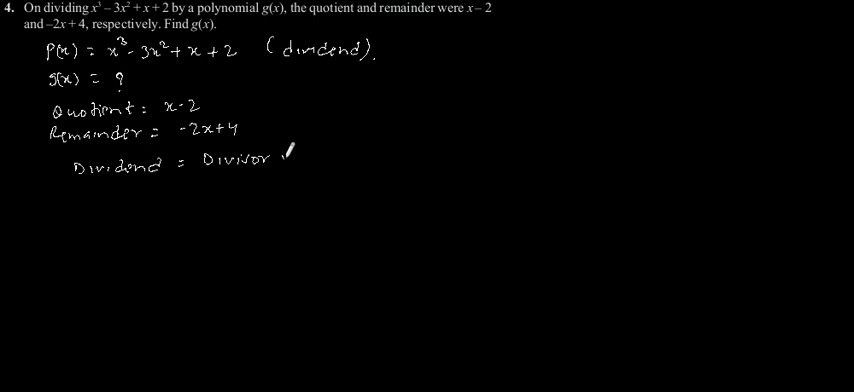 4. On dividing x³ – 3x² + x + 2 by a polynomial g(x), the quotient and remainder were x – 2
and –2x + 4, respectively. Find g(x).
P(x) = x³ - 3x² + x + 2 (dividend).
g(x) = ?
Quotient = x - 2
Remainder = -2x + 4
Dividend = Divisor